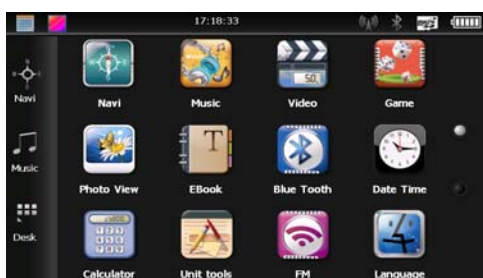 17:18:33
Navi
Music
Desk
Navi Music Video Game
Photo View EBook Blue Tooth Date Time
Calculator Unit tools FM Language